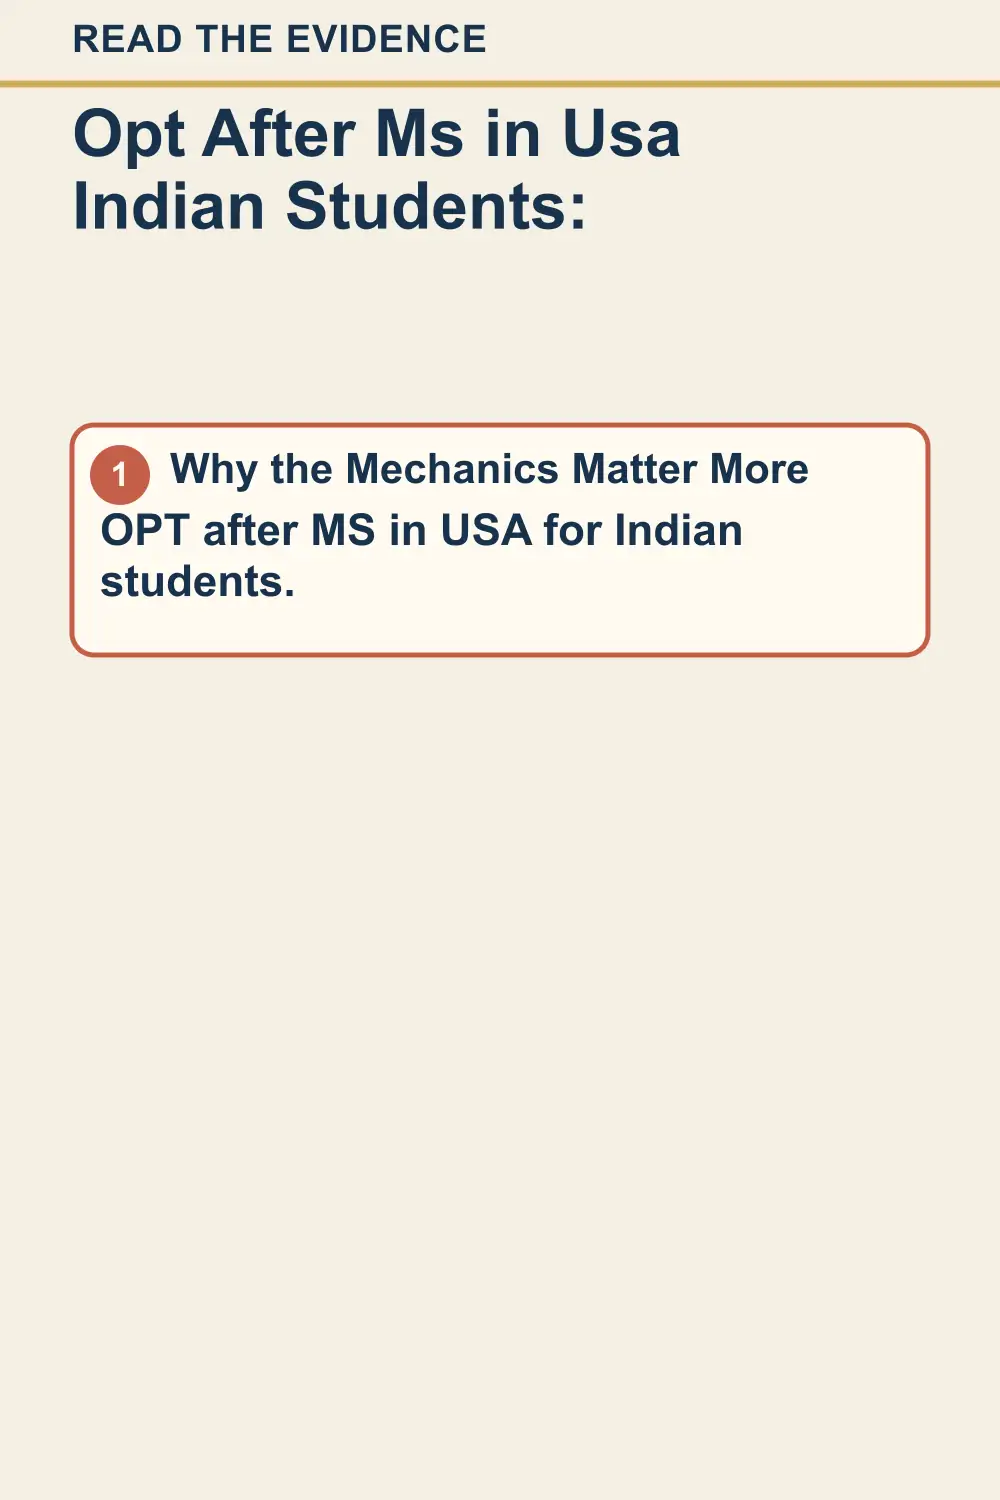 READ THE EVIDENCE
Opt After Ms in Usa
Indian Students:
1 Why the Mechanics Matter More
OPT after MS in USA for Indian
students.